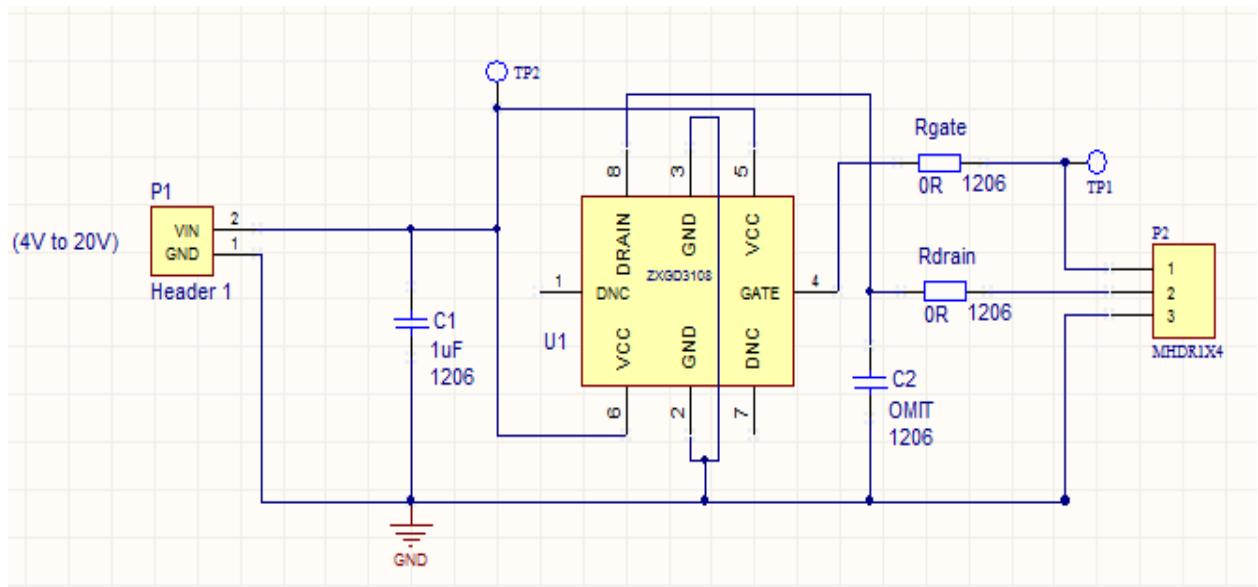 TP2
Rgate
0R 1206
TP1
P1
(4V to 20V)
VIN 2
GND 1
Header 1
8 3 5
DRAIN GND VCC
ZXGD3108
1 DNC
GATE 4
U1
VCC GND DNC
6 2 7
C1
1uF
1206
Rdrain
0R 1206
P2
1
2
3
MHDR1X4
C2
OMIT
1206
GND